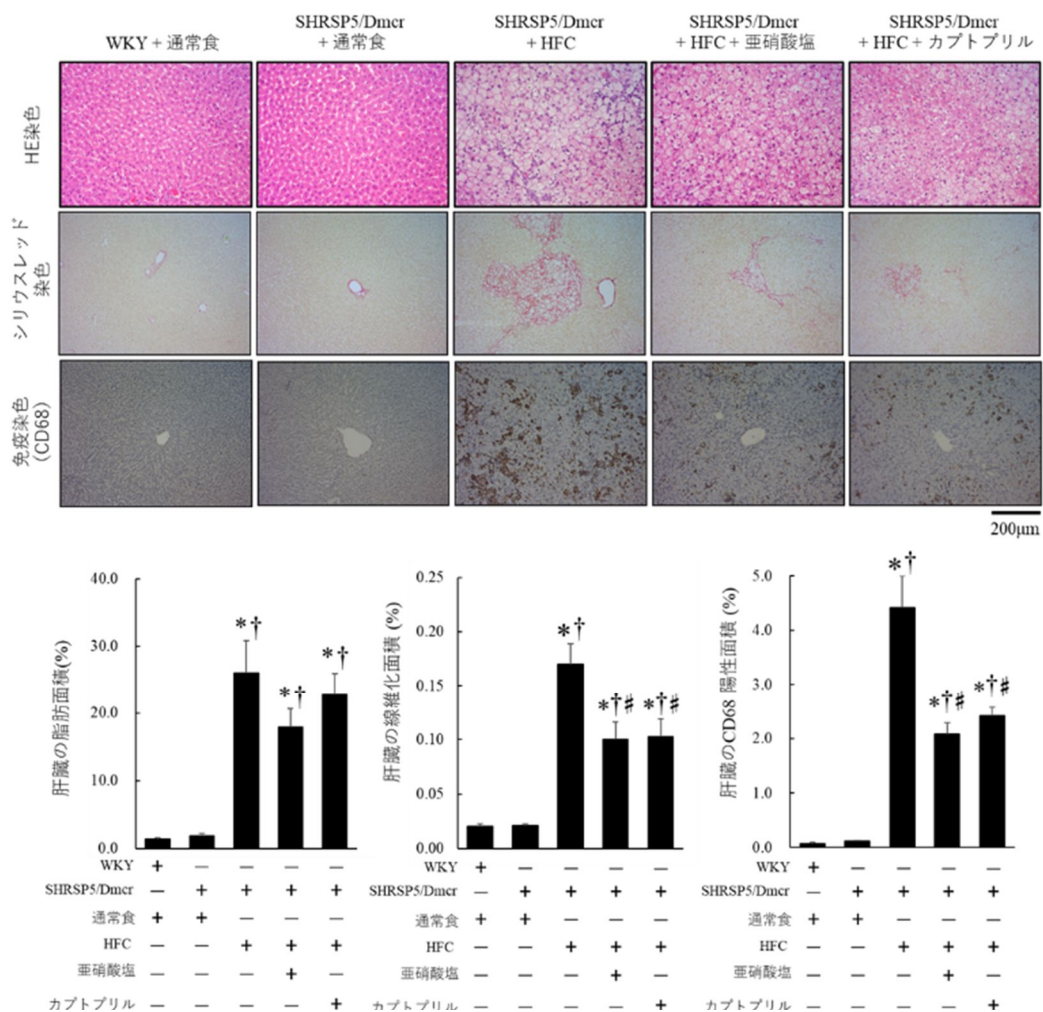 WKY + 通常食
SHRSP5/Dmcr
+ 通常食
SHRSP5/Dmcr
+ HFC
SHRSP5/Dmcr
+ HFC + 亜硝酸塩
SHRSP5/Dmcr
+ HFC + カプトプリル
HE染色
シリウスレッド
染色
免疫染色
(CD68)
200μm
肝臓の脂肪面積(%)
40.0
30.0
20.0
10.0
0.0
*†
*†
*†
WKY + — — — —
SHRSP5/Dmcr — + + + +
通常食 + + — — —
HFC — — + + +
亜硝酸塩 — — — + —
カプトプリル — — — — +
肝臓の線維化面積 (%)
0.25
0.20
0.15
0.10
0.05
0.00
*†
*†#
*†#
WKY + — — — —
SHRSP5/Dmcr — + + + +
通常食 + + — — —
HFC — — + + +
亜硝酸塩 — — — + —
カプトプリル — — — — +
肝臓のCD68 陽性面積 (%)
5.0
4.0
3.0
2.0
1.0
0.0
*†
*†#
*†#
WKY + — — — —
SHRSP5/Dmcr — + + + +
通常食 + + — — —
HFC — — + + +
亜硝酸塩 — — — + —
カプトプリル — — — — +